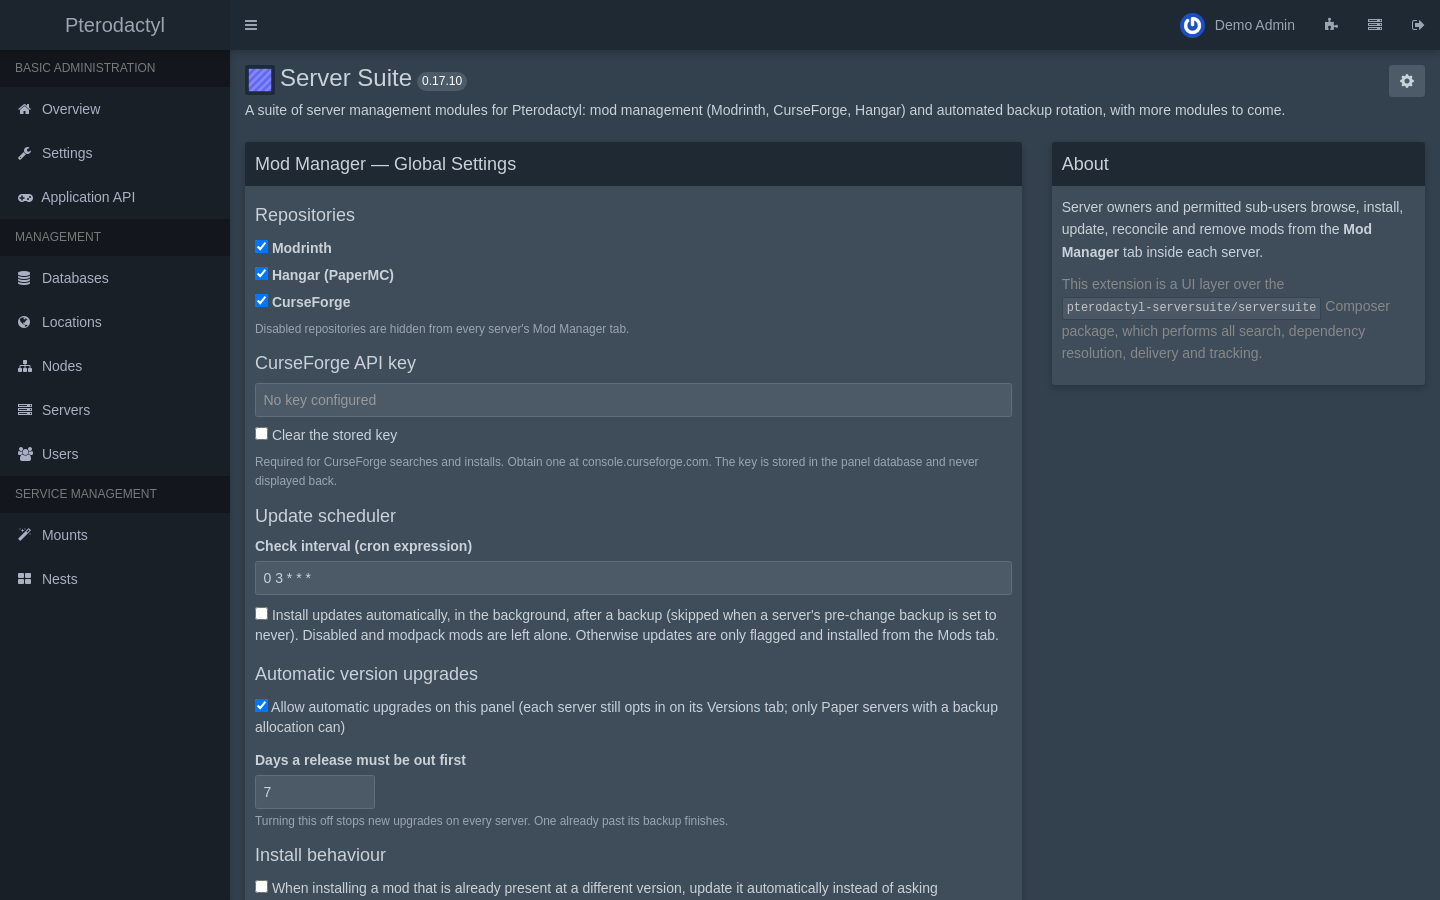 Pterodactyl
Demo Admin
BASIC ADMINISTRATION
Overview
Settings
Application API
MANAGEMENT
Databases
Locations
Nodes
Servers
Users
SERVICE MANAGEMENT
Mounts
Nests
Server Suite 0.17.10
A suite of server management modules for Pterodactyl: mod management (Modrinth, CurseForge, Hangar) and automated backup rotation, with more modules to come.
Mod Manager — Global Settings
Repositories
Modrinth
Hangar (PaperMC)
CurseForge
Disabled repositories are hidden from every server's Mod Manager tab.
CurseForge API key
No key configured
Clear the stored key
Required for CurseForge searches and installs. Obtain one at console.curseforge.com. The key is stored in the panel database and never
displayed back.
Update scheduler
Check interval (cron expression)
0 3 * * *
Install updates automatically, in the background, after a backup (skipped when a server's pre-change backup is set to
never). Disabled and modpack mods are left alone. Otherwise updates are only flagged and installed from the Mods tab.
Automatic version upgrades
Allow automatic upgrades on this panel (each server still opts in on its Versions tab; only Paper servers with a backup
allocation can)
Days a release must be out first
7
Turning this off stops new upgrades on every server. One already past its backup finishes.
Install behaviour
When installing a mod that is already present at a different version, update it automatically instead of asking
About
Server owners and permitted sub-users browse, install,
update, reconcile and remove mods from the Mod
Manager tab inside each server.
This extension is a UI layer over the
pterodactyl-serversuite/serversuite Composer
package, which performs all search, dependency
resolution, delivery and tracking.